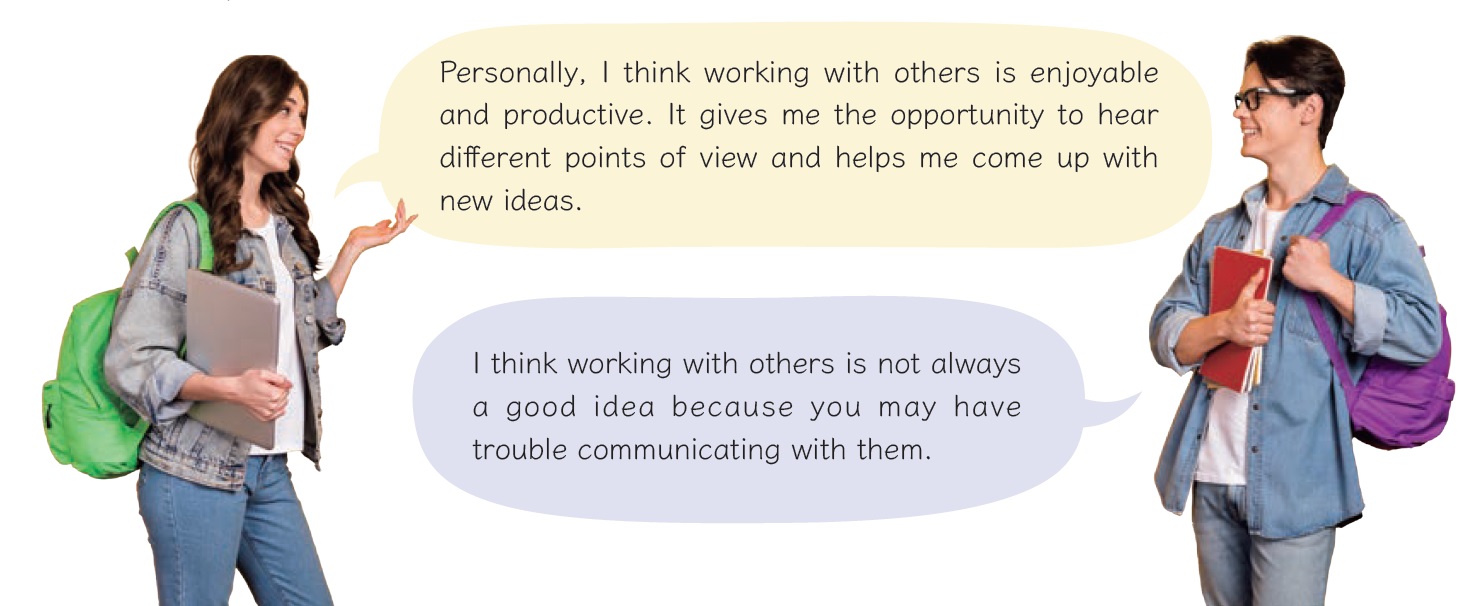 Personally, I think working with others is enjoyable
and productive. It gives me the opportunity to hear
different points of view and helps me come up with
new ideas.
I think working with others is not always
a good idea because you may have
trouble communicating with them.